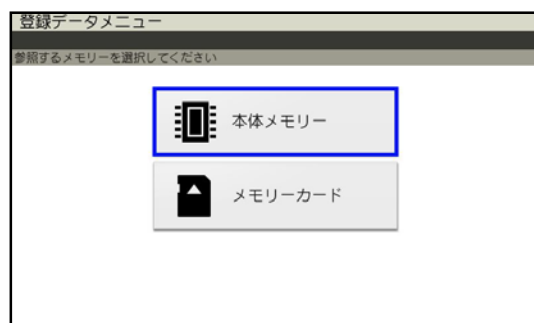 登録データメニュー
参照するメモリーを選択してください
本体メモリー
メモリーカード